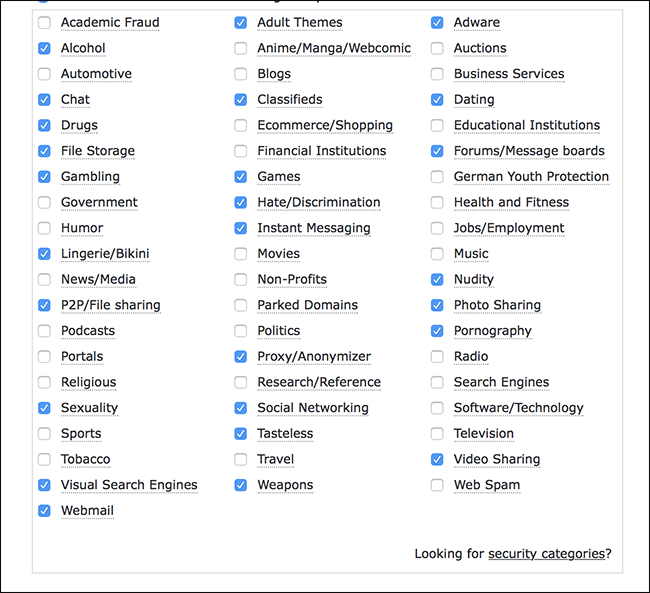 Academic Fraud Adult Themes Adware
Alcohol Anime/Manga/Webcomic Auctions
Automotive Blogs Business Services
Chat Classifieds Dating
Drugs Ecommerce/Shopping Educational Institutions
File Storage Financial Institutions Forums/Message boards
Gambling Games German Youth Protection
Government Hate/Discrimination Health and Fitness
Humor Instant Messaging Jobs/Employment
Lingerie/Bikini Movies Music
News/Media Non-Profits Nudity
P2P/File sharing Parked Domains Photo Sharing
Podcasts Politics Pornography
Portals Proxy/Anonymizer Radio
Religious Research/Reference Search Engines
Sexuality Social Networking Software/Technology
Sports Tasteless Television
Tobacco Travel Video Sharing
Visual Search Engines Weapons Web Spam
Webmail
Looking for security categories?